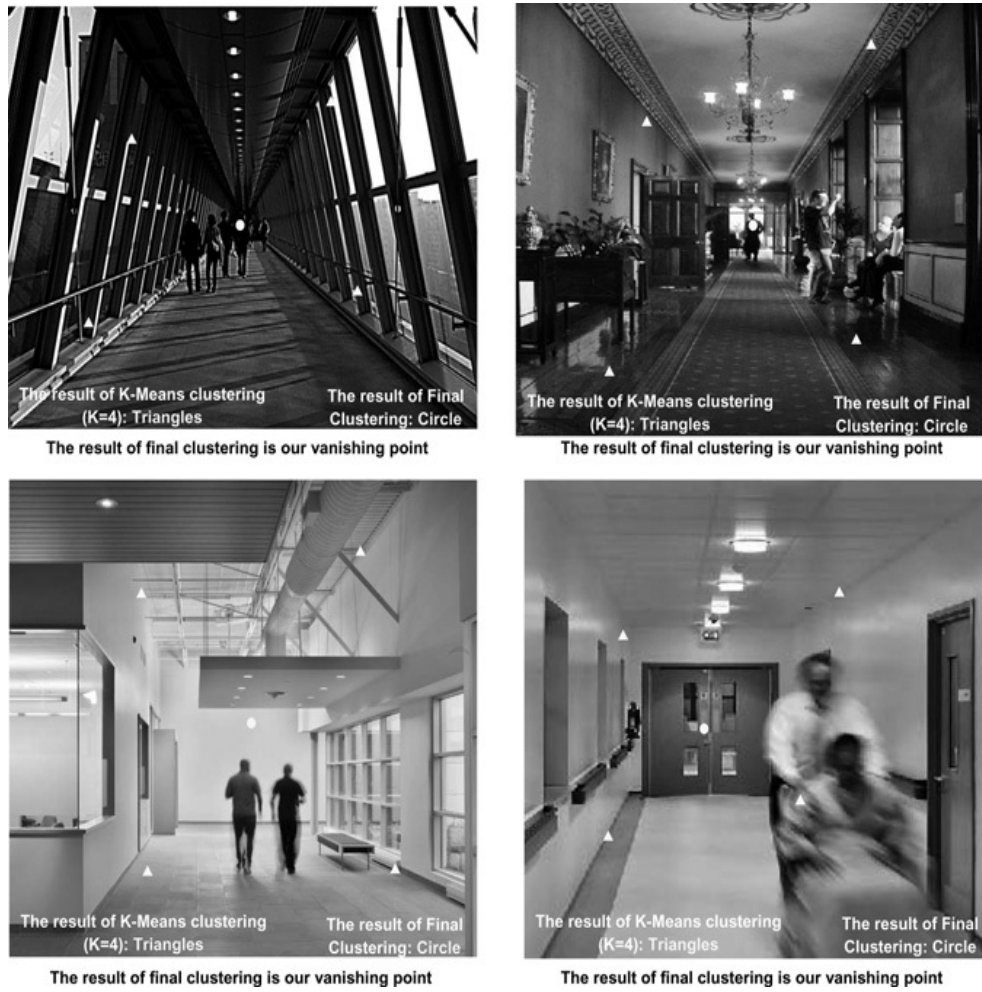 The result of K-Means clustering
(K=4): Triangles
The result of Final
Clustering: Circle
The result of final clustering is our vanishing point
The result of K-Means clustering
(K=4): Triangles
The result of Final
Clustering: Circle
The result of final clustering is our vanishing point
The result of K-Means clustering
(K=4): Triangles
The result of Final
Clustering: Circle
The result of final clustering is our vanishing point
The result of K-Means clustering
(K=4): Triangles
The result of Final
Clustering: Circle
The result of final clustering is our vanishing point